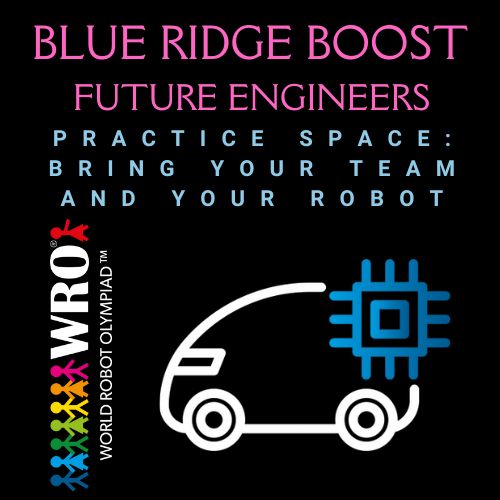 BLUE RIDGE BOOST
FUTURE ENGINEERS
PRACTICE SPACE:
BRING YOUR TEAM
AND YOUR ROBOT
WRO®
WORLD ROBOT OLYMPIAD™